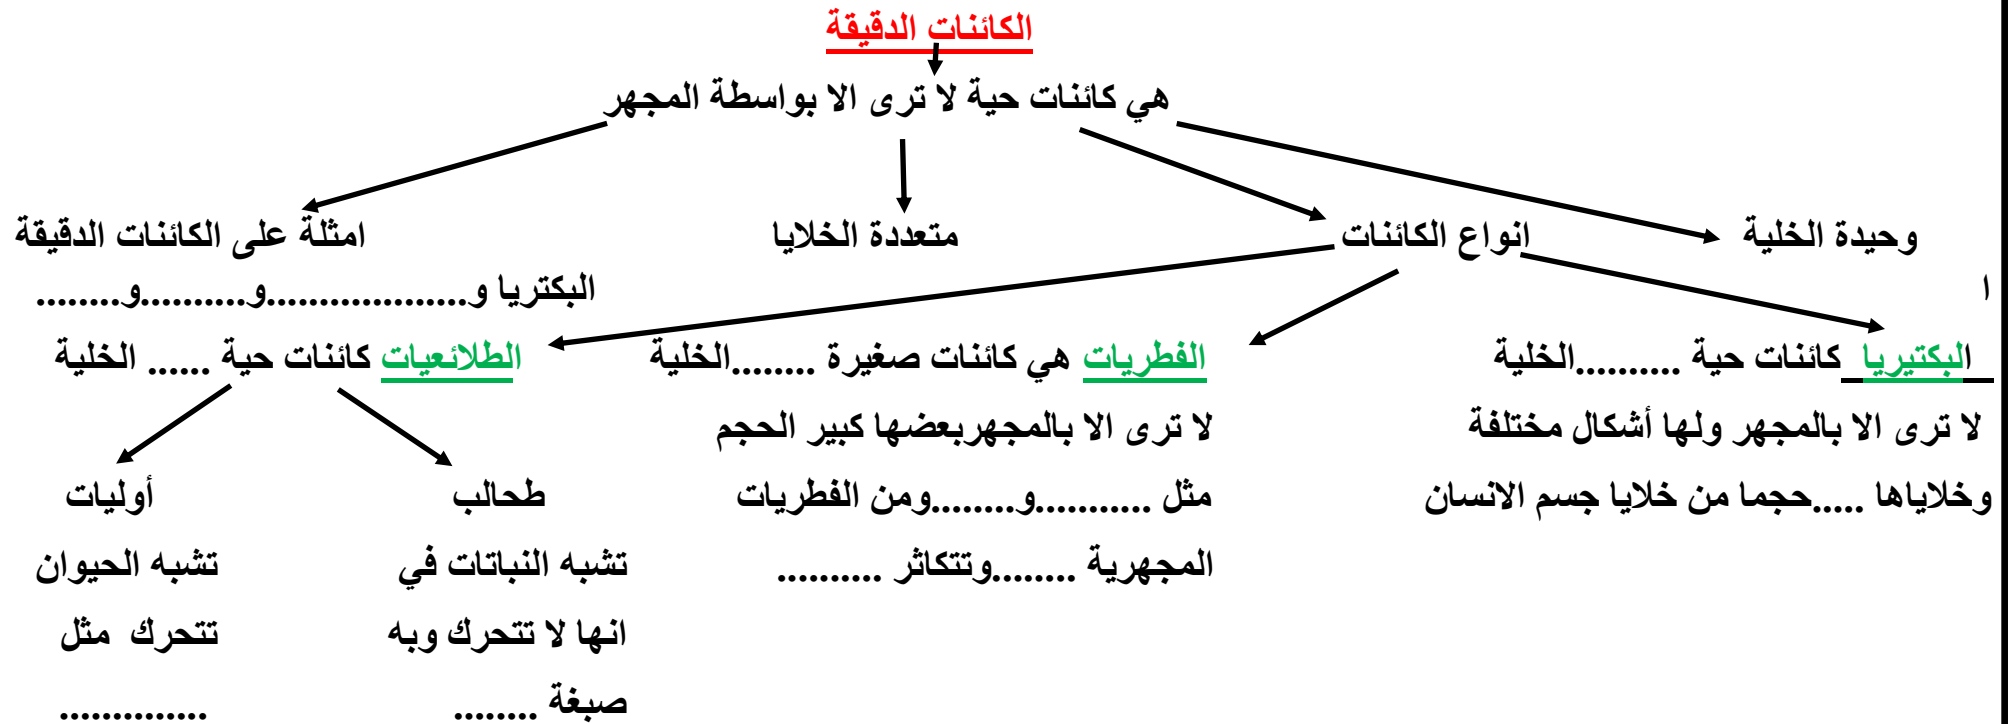 الكائنات الدقيقة
هي كائنات حية لا ترى الا بواسطة المجهر
وحيدة الخلية
انواع الكائنات
متعددة الخلايا
امثلة على الكائنات الدقيقة
ا
البكتريا و...................و..........و........
البكتيريا كائنات حية ..........الخلية
لا ترى الا بالمجهر ولها أشكال مختلفة
وخلاياها .....حجما من خلايا جسم الانسان
الفطريات هي كائنات صغيرة ........الخلية
لا ترى الا بالمجهربعضها كبير الحجم
مثل ...........و........ومن الفطريات
المجهرية ........وتتكاثر ..........
الطلائعيات كائنات حية ...... الخلية
طحالب
تشبه النباتات في
انها لا تتحرك وبه
صبغة ........
أوليات
تشبه الحيوان
تتحرك مثل
..............